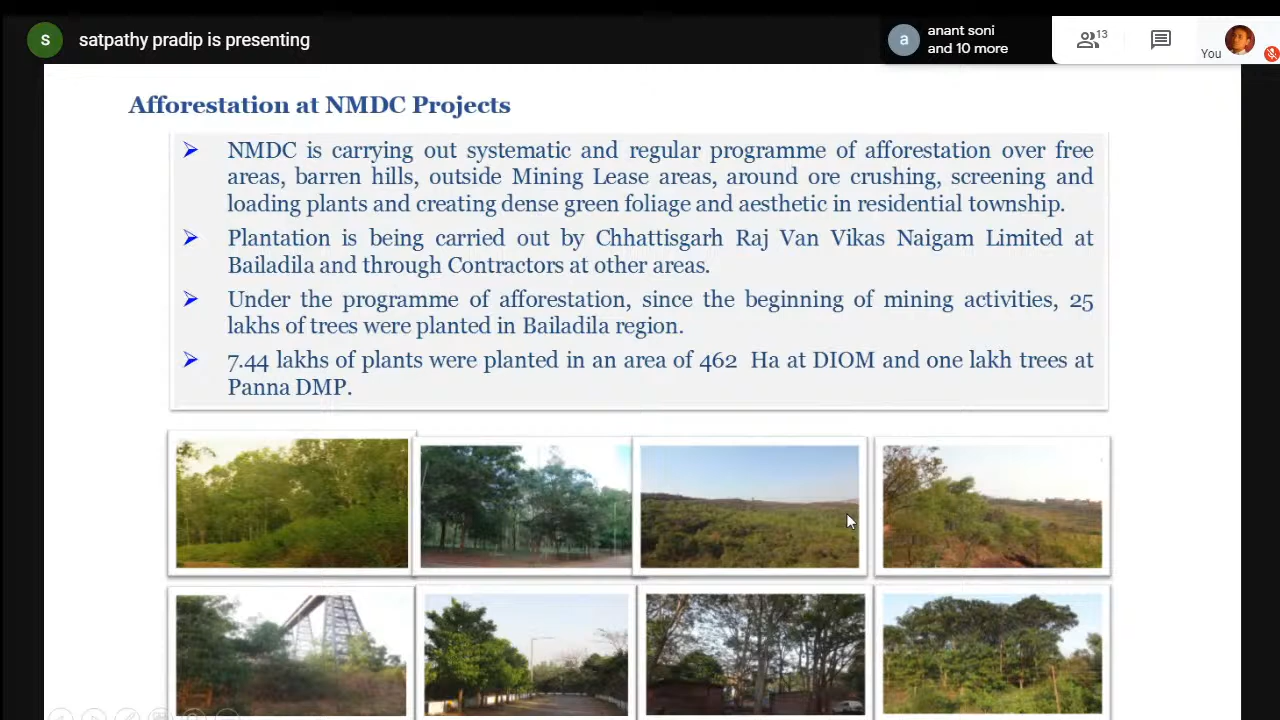 S satpathy pradip is presenting
a anant soni
and 10 more
13
You
Afforestation at NMDC Projects
➢ NMDC is carrying out systematic and regular programme of afforestation over free
areas, barren hills, outside Mining Lease areas, around ore crushing, screening and
loading plants and creating dense green foliage and aesthetic in residential township.
➢ Plantation is being carried out by Chhattisgarh Raj Van Vikas Naigam Limited at
Bailadila and through Contractors at other areas.
➢ Under the programme of afforestation, since the beginning of mining activities, 25
lakhs of trees were planted in Bailadila region.
➢ 7.44 lakhs of plants were planted in an area of 462 Ha at DIOM and one lakh trees at
Panna DMP.